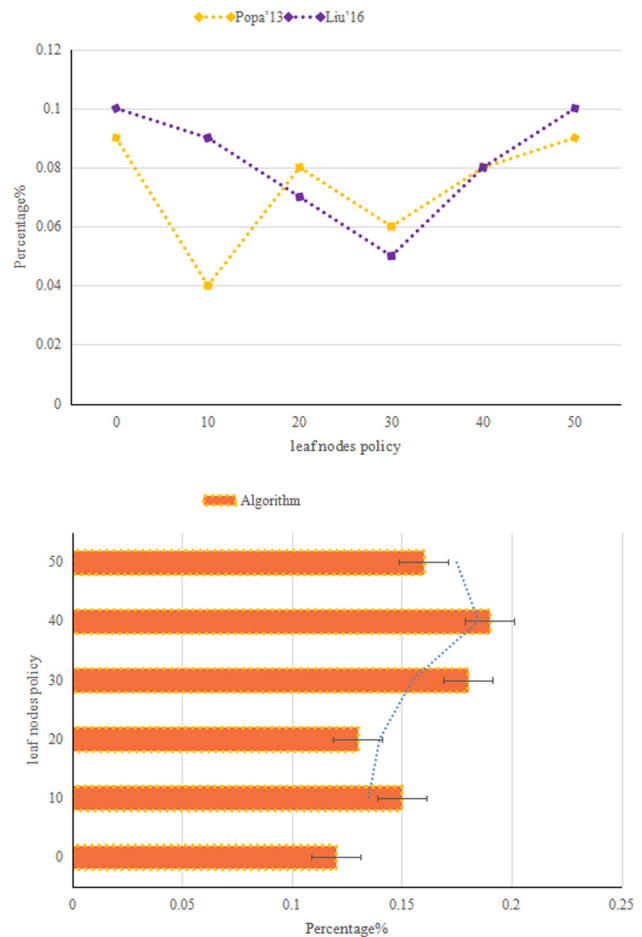 Popa’13 Liu’16
0.12
0.1
0.08
0.06
0.04
0.02
0
Percentage%
0 10 20 30 40 50
leaf nodes policy
Algorithm
50
40
30
20
10
0
leaf nodes policy
0 0.05 0.1 0.15 0.2 0.25
Percentage%